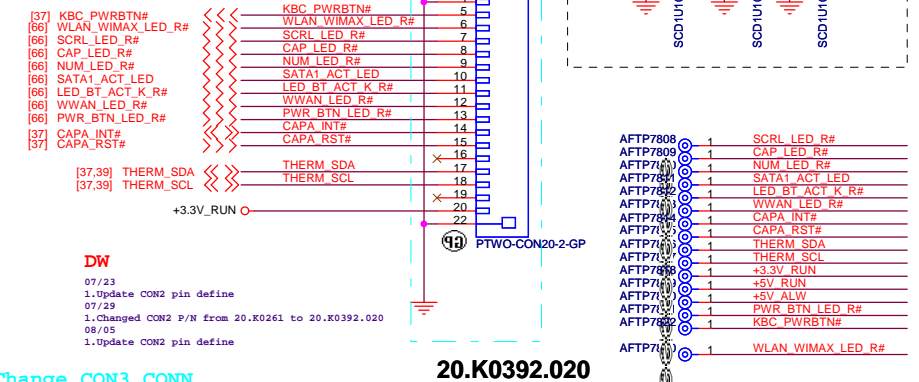 [37] KBC_PWRBTN#
[66] WLAN_WIMAX_LED_R#
[66] SCRL_LED_R#
[66] CAP_LED_R#
[66] NUM_LED_R#
[66] SATA1_ACT_LED
[66] LED_BT_ACT_K_R#
[66] WWAN_LED_R#
[66] PWR_BTN_LED_R#
[37] CAPA_INT#
[37] CAPA_RST#
[37,39] THERM_SDA
[37,39] THERM_SCL
+3.3V_RUN
KBC_PWRBTN# 5
WLAN_WIMAX_LED_R# 6
SCRL_LED_R# 7
CAP_LED_R# 8
NUM_LED_R# 9
SATA1_ACT_LED 10
LED_BT_ACT_K_R# 11
WWAN_LED_R# 12
PWR_BTN_LED_R# 13
CAPA_INT# 14
CAPA_RST# 15
16
THERM_SDA 17
THERM_SCL 18
19
20
22
PTWO-CON20-2-GP
DW
07/23
1.Update CON2 pin define
07/29
1.Changed CON2 P/N from 20.K0261 to 20.K0392.020
08/05
1.Update CON2 pin define
Change CON3 CONN
20.K0392.020
SCD1U1
SCD1U1
SCD1U1
AFTP7808 1 SCRL_LED_R#
AFTP7809 1 CAP_LED_R#
1 NUM_LED_R#
1 SATA1_ACT_LED
1 LED_BT_ACT_K_R#
1 WWAN_LED_R#
1 CAPA_INT#
1 CAPA_RST#
1 THERM_SDA
1 THERM_SCL
1 +3.3V_RUN
1 +5V_RUN
1 +5V_ALW
1 PWR_BTN_LED_R#
1 KBC_PWRBTN#
1 WLAN_WIMAX_LED_R#